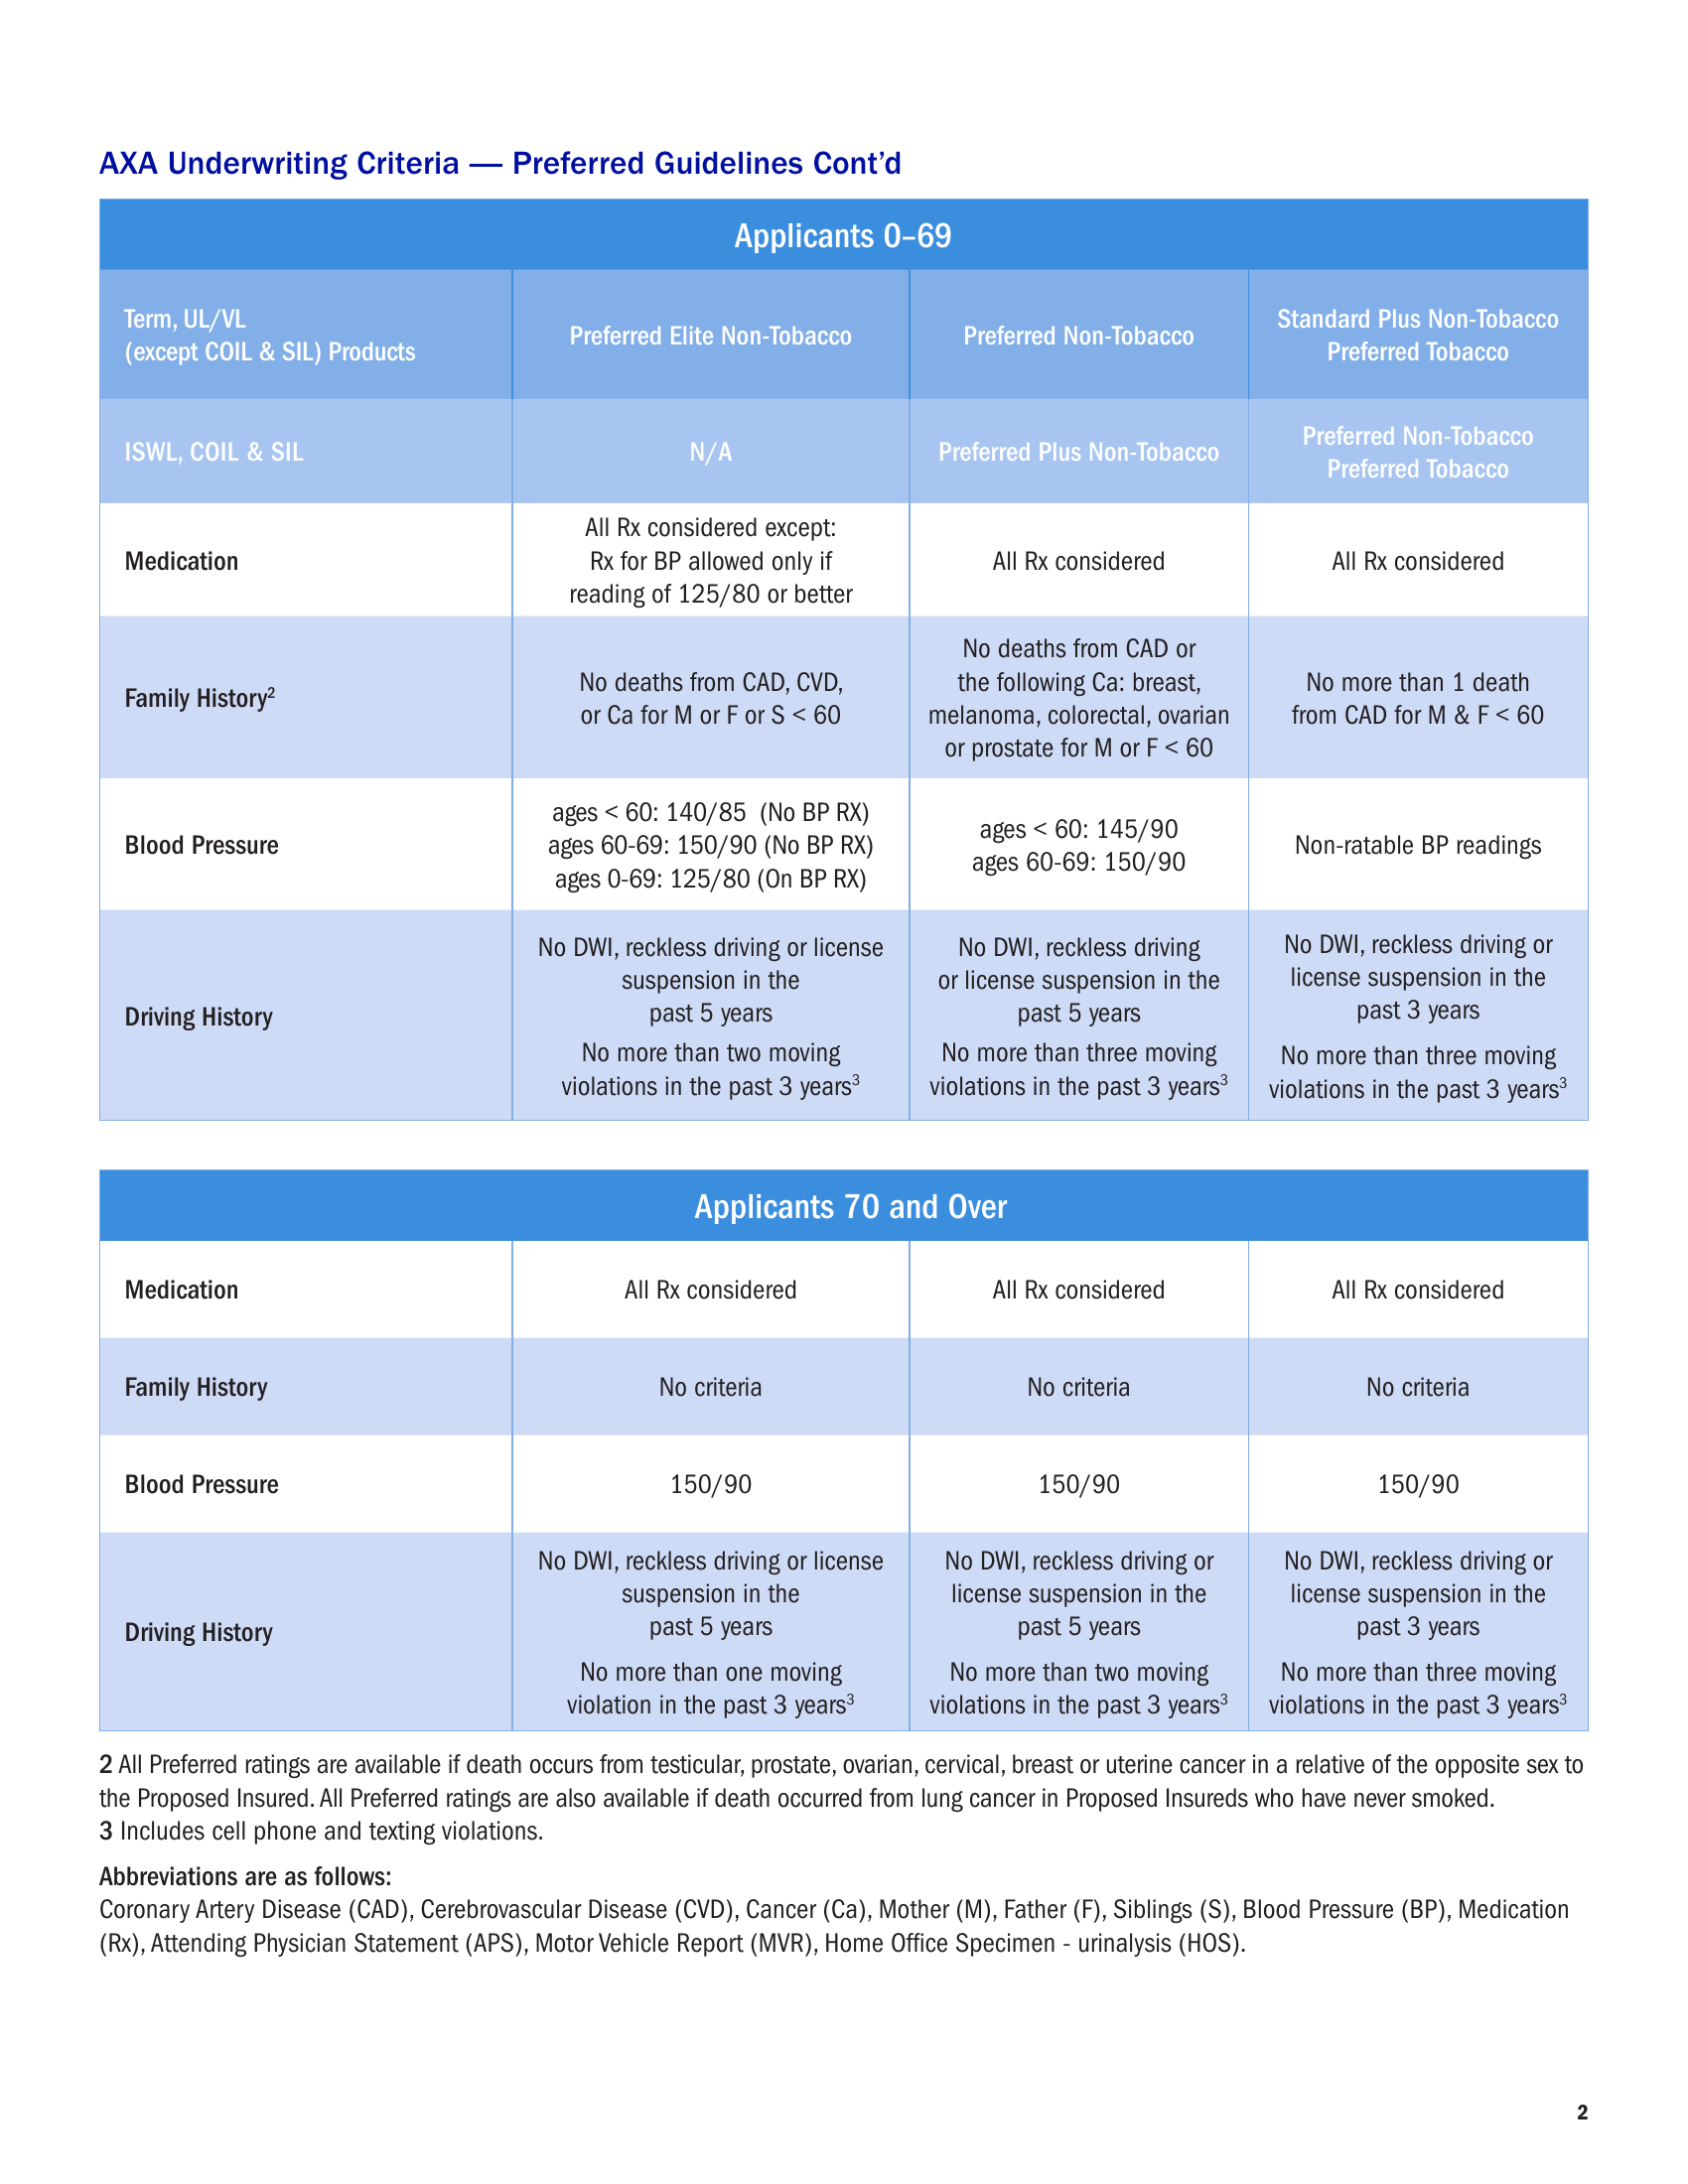 AXA Underwriting Criteria — Preferred Guidelines Cont’d
Applicants 0–69
Term, UL/VL
(except COIL & SIL) Products
Preferred Elite Non-Tobacco
Preferred Non-Tobacco
Standard Plus Non-Tobacco
Preferred Tobacco
ISWL, COIL & SIL
N/A
Preferred Plus Non-Tobacco
Preferred Non-Tobacco
Preferred Tobacco
Medication
All Rx considered except:
Rx for BP allowed only if
reading of 125/80 or better
All Rx considered
All Rx considered
Family History²
No deaths from CAD, CVD,
or Ca for M or F or S < 60
No deaths from CAD or
the following Ca: breast,
melanoma, colorectal, ovarian
or prostate for M or F < 60
No more than 1 death
from CAD for M & F < 60
Blood Pressure
ages < 60: 140/85 (No BP RX)
ages 60-69: 150/90 (No BP RX)
ages 0-69: 125/80 (On BP RX)
ages < 60: 145/90
ages 60-69: 150/90
Non-ratable BP readings
Driving History
No DWI, reckless driving or license
suspension in the
past 5 years
No more than two moving
violations in the past 3 years³
No DWI, reckless driving
or license suspension in the
past 5 years
No more than three moving
violations in the past 3 years³
No DWI, reckless driving or
license suspension in the
past 3 years
No more than three moving
violations in the past 3 years³
Applicants 70 and Over
Medication
All Rx considered
All Rx considered
All Rx considered
Family History
No criteria
No criteria
No criteria
Blood Pressure
150/90
150/90
150/90
Driving History
No DWI, reckless driving or license
suspension in the
past 5 years
No more than one moving
violation in the past 3 years³
No DWI, reckless driving or
license suspension in the
past 5 years
No more than two moving
violations in the past 3 years³
No DWI, reckless driving or
license suspension in the
past 3 years
No more than three moving
violations in the past 3 years³
2 All Preferred ratings are available if death occurs from testicular, prostate, ovarian, cervical, breast or uterine cancer in a relative of the opposite sex to
the Proposed Insured. All Preferred ratings are also available if death occurred from lung cancer in Proposed Insureds who have never smoked.
3 Includes cell phone and texting violations.
Abbreviations are as follows:
Coronary Artery Disease (CAD), Cerebrovascular Disease (CVD), Cancer (Ca), Mother (M), Father (F), Siblings (S), Blood Pressure (BP), Medication
(Rx), Attending Physician Statement (APS), Motor Vehicle Report (MVR), Home Office Specimen - urinalysis (HOS).
2